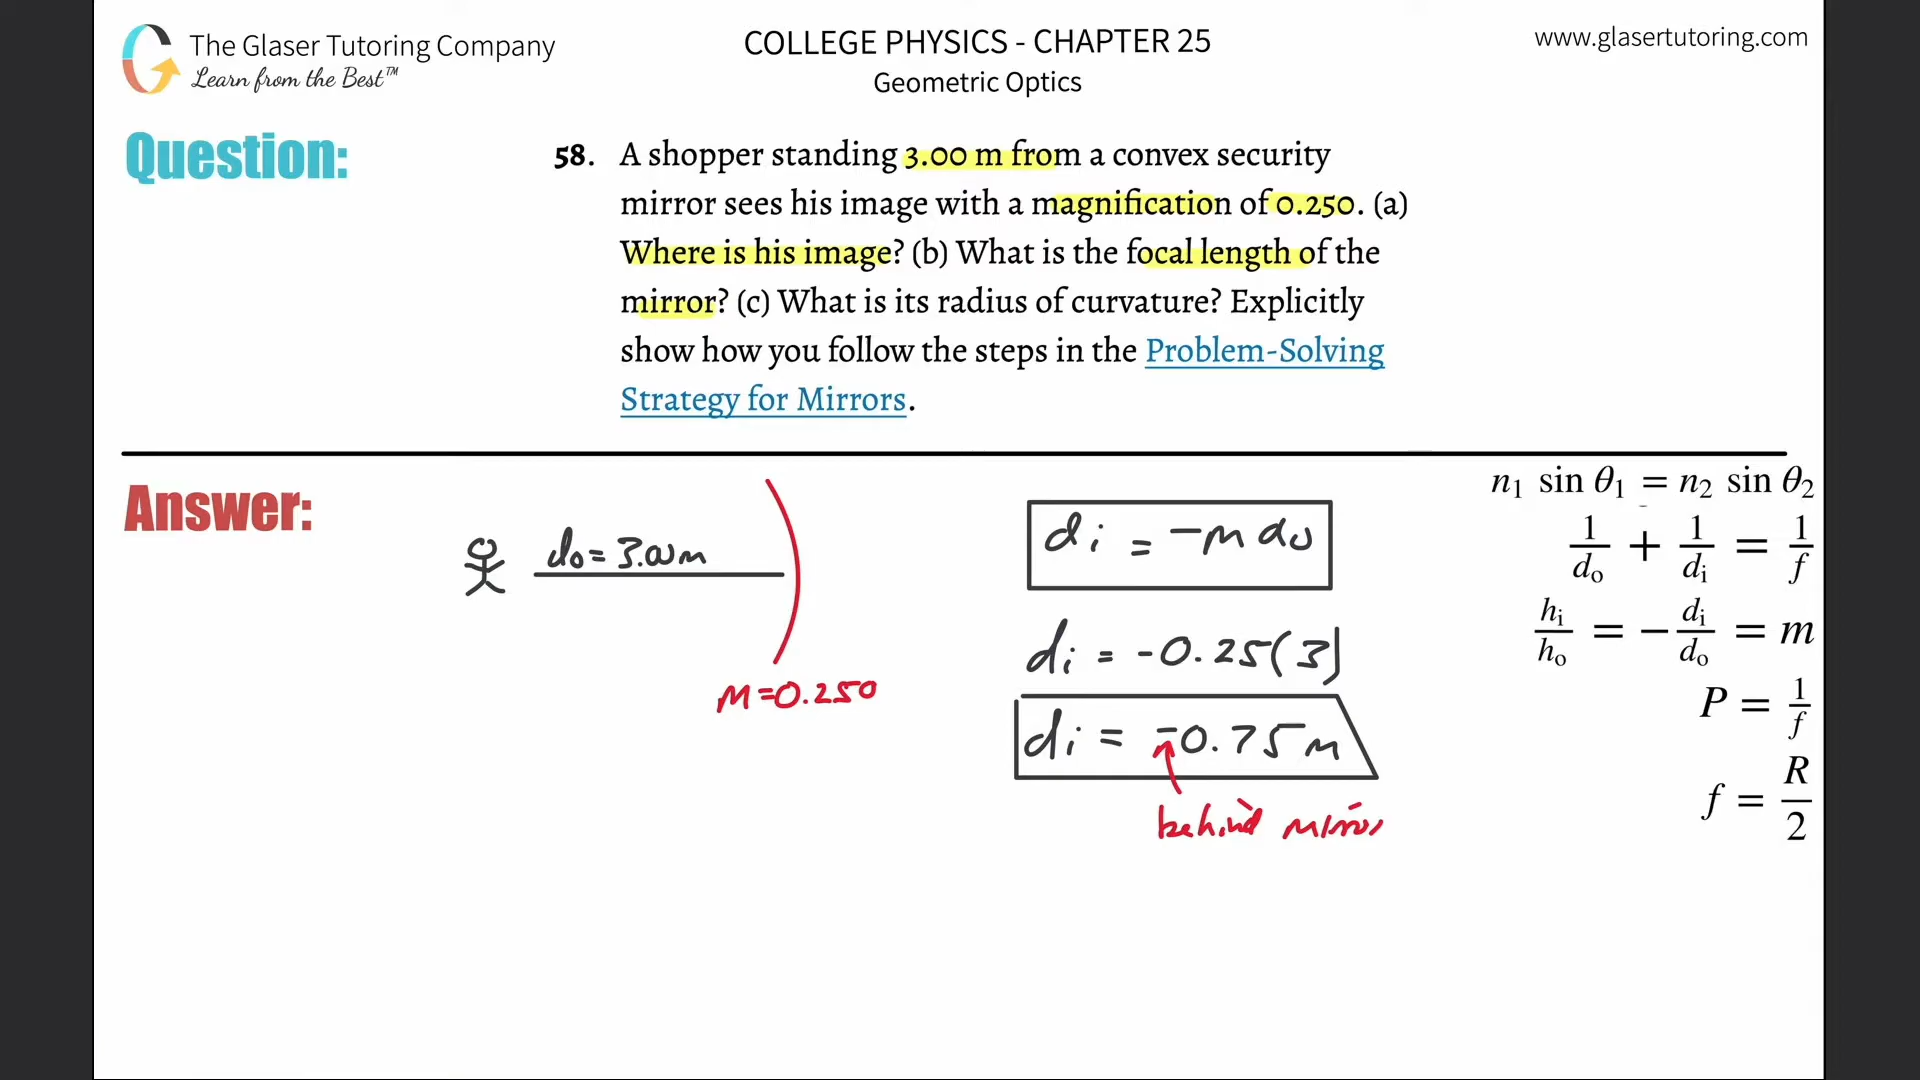 The Glaser Tutoring Company
Learn from the Best™
COLLEGE PHYSICS - CHAPTER 25
Geometric Optics
www.glasertutoring.com
Question:
58. A shopper standing 3.00 m from a convex security
mirror sees his image with a magnification of 0.250. (a)
Where is his image? (b) What is the focal length of the
mirror? (c) What is its radius of curvature? Explicitly
show how you follow the steps in the Problem-Solving
Strategy for Mirrors.
Answer:
do = 3.00m
M = 0.250
di = -m do
di = -0.25(3)
di = -0.75m
behind mirror
n₁ sin θ₁ = n₂ sin θ₂
1/dₒ + 1/dᵢ = 1/f
hᵢ/hₒ = −dᵢ/dₒ = m
P = 1/f
f = R/2